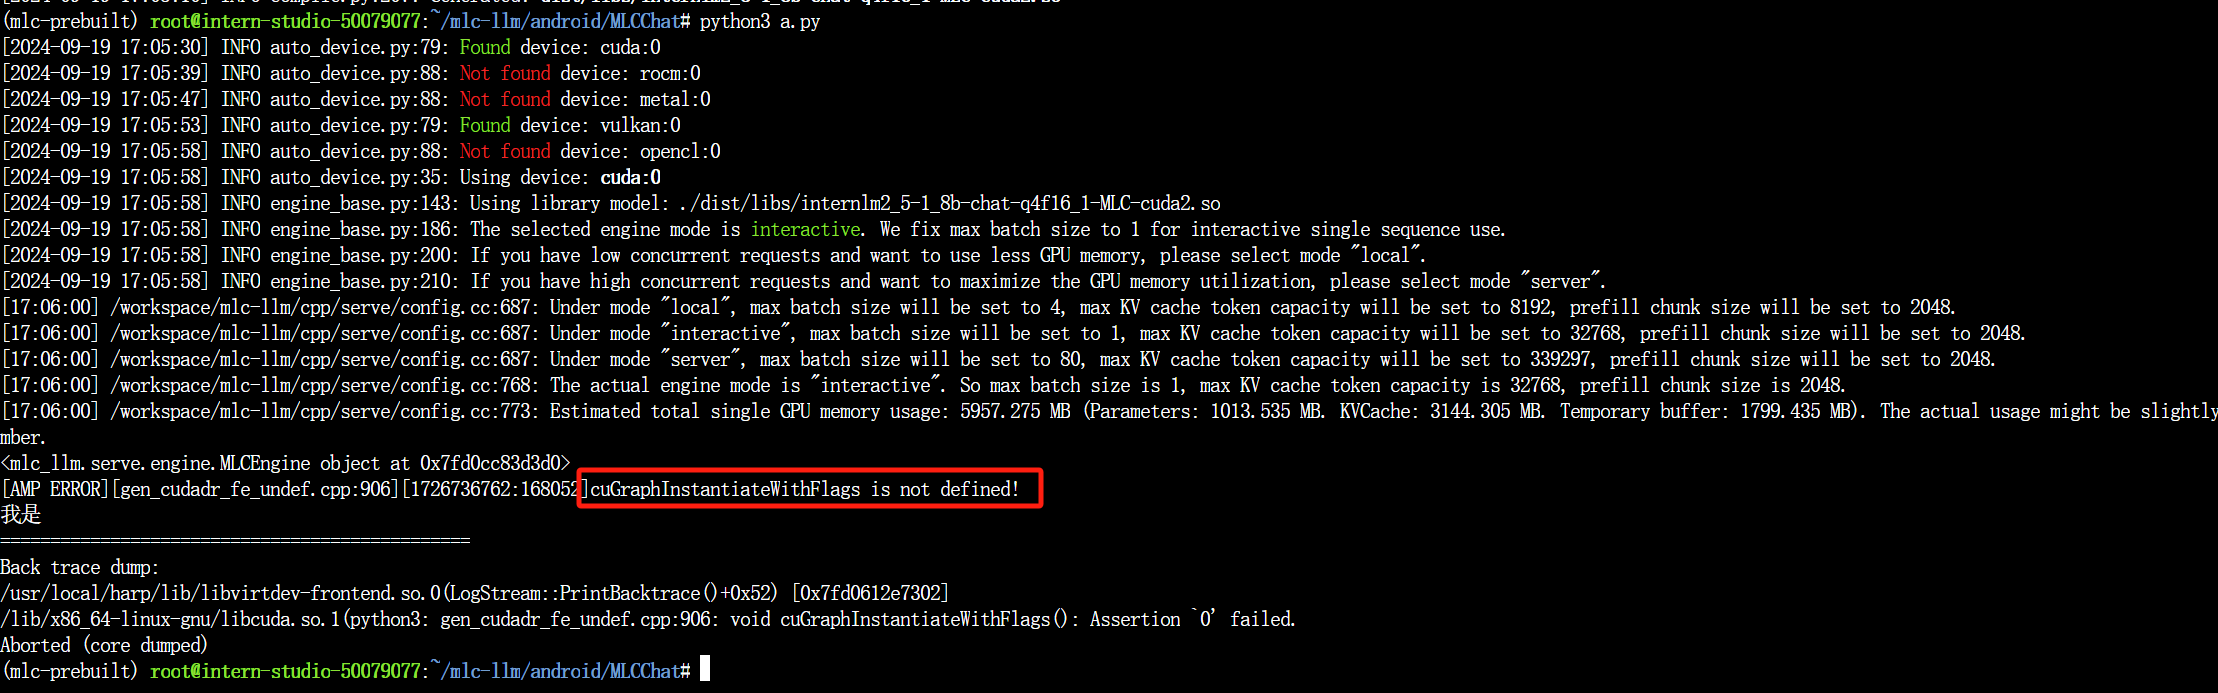 (mlc-prebuilt) root@intern-studio-50079077:~/mlc-llm/android/MLCChat# python3 a.py
[2024-09-19 17:05:30] INFO auto_device.py:79: Found device: cuda:0
[2024-09-19 17:05:39] INFO auto_device.py:88: Not found device: rocm:0
[2024-09-19 17:05:47] INFO auto_device.py:88: Not found device: metal:0
[2024-09-19 17:05:53] INFO auto_device.py:79: Found device: vulkan:0
[2024-09-19 17:05:58] INFO auto_device.py:88: Not found device: opencl:0
[2024-09-19 17:05:58] INFO auto_device.py:35: Using device: cuda:0
[2024-09-19 17:05:58] INFO engine_base.py:143: Using library model: ./dist/libs/internlm2_5-1_8b-chat-q4f16_1-MLC-cuda2.so
[2024-09-19 17:05:58] INFO engine_base.py:186: The selected engine mode is interactive. We fix max batch size to 1 for interactive single sequence use.
[2024-09-19 17:05:58] INFO engine_base.py:200: If you have low concurrent requests and want to use less GPU memory, please select mode "local".
[2024-09-19 17:05:58] INFO engine_base.py:210: If you have high concurrent requests and want to maximize the GPU memory utilization, please select mode "server".
[17:06:00] /workspace/mlc-llm/cpp/serve/config.cc:687: Under mode "local", max batch size will be set to 4, max KV cache token capacity will be set to 8192, prefill chunk size will be set to 2048.
[17:06:00] /workspace/mlc-llm/cpp/serve/config.cc:687: Under mode "interactive", max batch size will be set to 1, max KV cache token capacity will be set to 32768, prefill chunk size will be set to 2048.
[17:06:00] /workspace/mlc-llm/cpp/serve/config.cc:687: Under mode "server", max batch size will be set to 80, max KV cache token capacity will be set to 339297, prefill chunk size will be set to 2048.
[17:06:00] /workspace/mlc-llm/cpp/serve/config.cc:768: The actual engine mode is "interactive". So max batch size is 1, max KV cache token capacity is 32768, prefill chunk size is 2048.
[17:06:00] /workspace/mlc-llm/cpp/serve/config.cc:773: Estimated total single GPU memory usage: 5957.275 MB (Parameters: 1013.535 MB. KVCache: 3144.305 MB. Temporary buffer: 1799.435 MB). The actual usage might be slightly
mber.
<mlc_llm.serve.engine.MLCEngine object at 0x7fd0cc83d3d0>
[AMP ERROR][gen_cudadr_fe_undef.cpp:906][1726736762:168052]cuGraphInstantiateWithFlags is not defined!
我是
===============================================
Back trace dump:
/usr/local/harp/lib/libvirtdev-frontend.so.0(LogStream::PrintBacktrace()+0x52) [0x7fd0612e7302]
/lib/x86_64-linux-gnu/libcuda.so.1(python3: gen_cudadr_fe_undef.cpp:906: void cuGraphInstantiateWithFlags(): Assertion `0' failed.
Aborted (core dumped)
(mlc-prebuilt) root@intern-studio-50079077:~/mlc-llm/android/MLCChat#